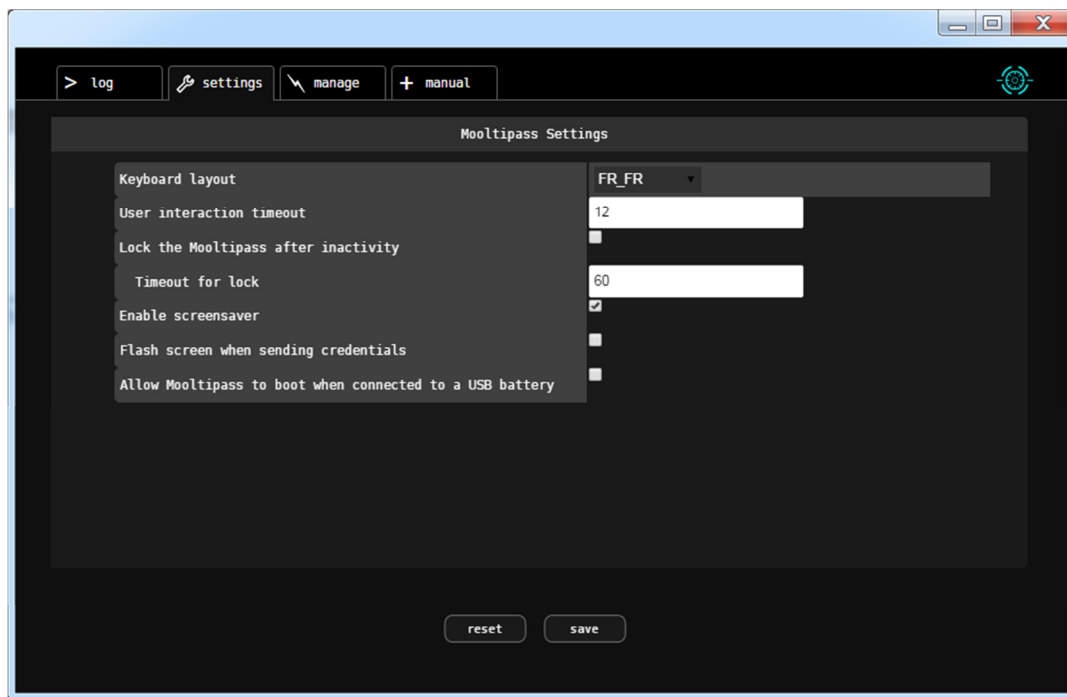 > log settings manage + manual
Mooltipass Settings
Keyboard layout FR_FR
User interaction timeout 12
Lock the Mooltipass after inactivity
Timeout for lock 60
Enable screensaver
Flash screen when sending credentials
Allow Mooltipass to boot when connected to a USB battery
reset save